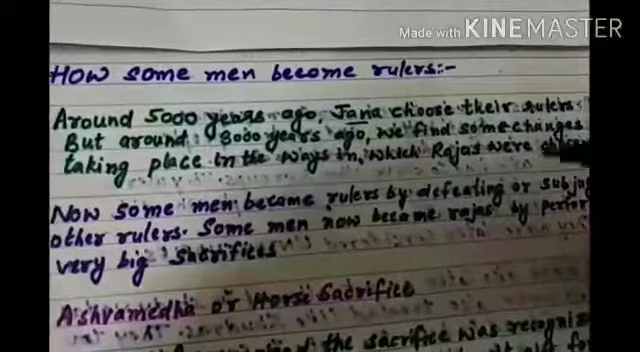 Made with KINEMASTER
How some men become rulers:-
Around 5000 years ago, Jana choose their rulers.
But around 3000 years ago, we find some changes
taking place in the ways in which Rajas were
Now some men became rulers by defeating or
other rulers. Some men now became rajas by
very big sacrifices
Ashvamedha or Horse Sacrifice
the sacrifice was